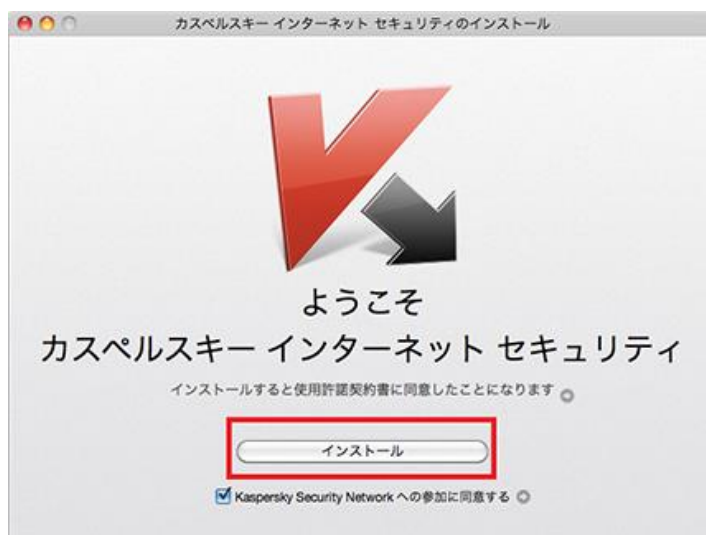 カスペルスキー インターネット セキュリティのインストール
ようこそ
カスペルスキー インターネット セキュリティ
インストールすると使用許諾契約書に同意したことになります
インストール
Kaspersky Security Network への参加に同意する